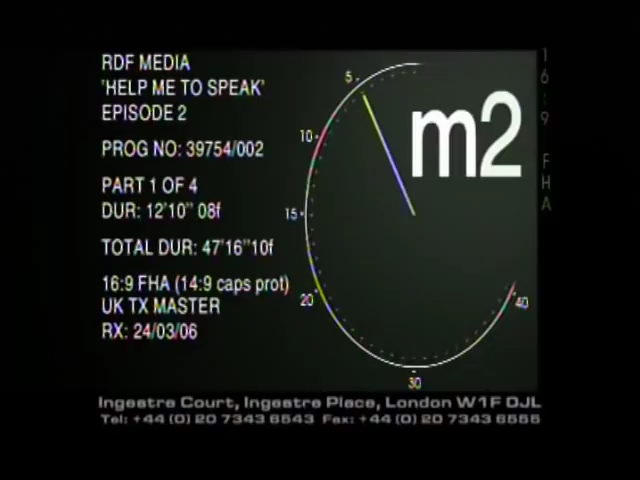 RDF MEDIA
'HELP ME TO SPEAK'
EPISODE 2
PROG NO: 39754/002
PART 1 OF 4
DUR: 12'10" 08f
TOTAL DUR: 47'16"10f
16:9 FHA (14:9 caps prot)
UK TX MASTER
RX: 24/03/06
5
10
15
20
30
40
m2
16:9 FHA
Ingestre Court, Ingestre Place, London W1F 0JL
Tel: +44 (0) 20 7343 6543 Fax: +44 (0) 20 7343 6555